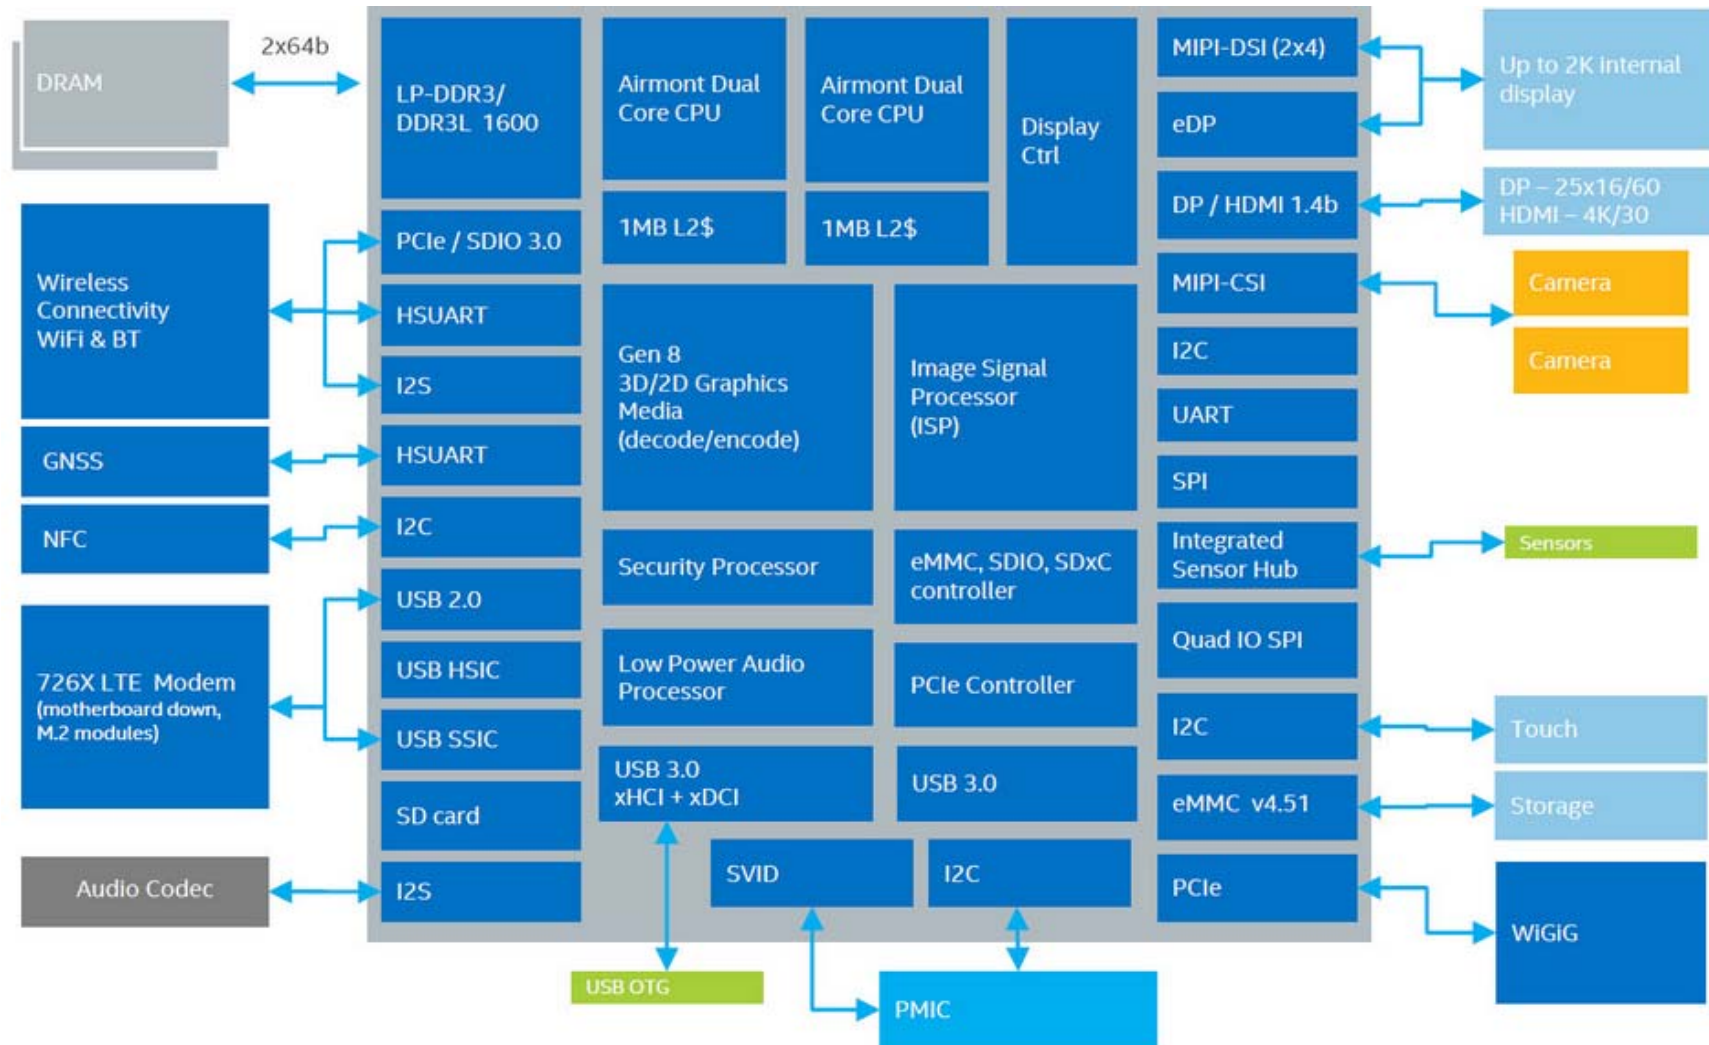 DRAM
2x64b
Wireless
Connectivity
WiFi & BT
GNSS
NFC
726X LTE Modem
(motherboard down,
M.2 modules)
Audio Codec
LP-DDR3/
DDR3L 1600
PCIe / SDIO 3.0
HSUART
I2S
HSUART
I2C
USB 2.0
USB HSIC
USB SSIC
SD card
I2S
Airmont Dual
Core CPU
Airmont Dual
Core CPU
1MB L2$
1MB L2$
Display
Ctrl
Gen 8
3D/2D Graphics
Media
(decode/encode)
Image Signal
Processor
(ISP)
Security Processor
eMMC, SDIO, SDxC
controller
Low Power Audio
Processor
PCIe Controller
USB 3.0
xHCI + xDCI
USB 3.0
SVID
I2C
USB OTG
PMIC
MIPI-DSI (2x4)
eDP
DP / HDMI 1.4b
MIPI-CSI
I2C
UART
SPI
Integrated
Sensor Hub
Quad IO SPI
I2C
eMMC v4.51
PCIe
Up to 2K internal
display
DP – 25x16/60
HDMI – 4K/30
Camera
Camera
Sensors
Touch
Storage
WiGiG